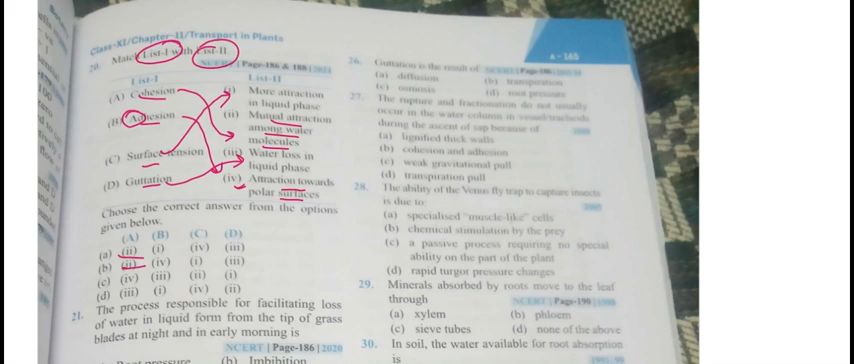 Class-XI/Chapter-II/Transport in Plants
A-165
20. Match List-I with List-II
NCERT | Page-186 & 188 | 2021
List-I List-II
(A) Cohesion (i) More attraction
in liquid phase
(B) Adhesion (ii) Mutual attraction
among water
molecules
(C) Surface tension (iii) Water loss in
liquid phase
(D) Guttation (iv) Attraction towards
polar surfaces
Choose the correct answer from the options
given below.
(A) (B) (C) (D)
(a) (ii) (i) (iv) (iii)
(b) (ii) (iv) (i) (iii)
(c) (iv) (iii) (ii) (i)
(d) (iii) (i) (iv) (ii)
21. The process responsible for facilitating loss
of water in liquid form from the tip of grass
blades at night and in early morning is
NCERT | Page-186 | 2020
(b) Imbibition
26. Guttation is the result of
(a) diffusion (b) transpiration
(c) osmosis (d) root pressure
27. The rupture and fractionation do not usually
occur in the water column in vessel/tracheids
during the ascent of sap because of
(a) lignified thick walls
(b) cohesion and adhesion
(c) weak gravitational pull
(d) transpiration pull
28. The ability of the Venus fly trap to capture insects
is due to
(a) specialised "muscle-like" cells
(b) chemical stimulation by the prey
(c) a passive process requiring no special
ability on the part of the plant
(d) rapid turgor pressure changes
29. Minerals absorbed by roots move to the leaf
through NCERT | Page-190 | 1988
(a) xylem (b) phloem
(c) sieve tubes (d) none of the above
30. In soil, the water available for root absorption
is